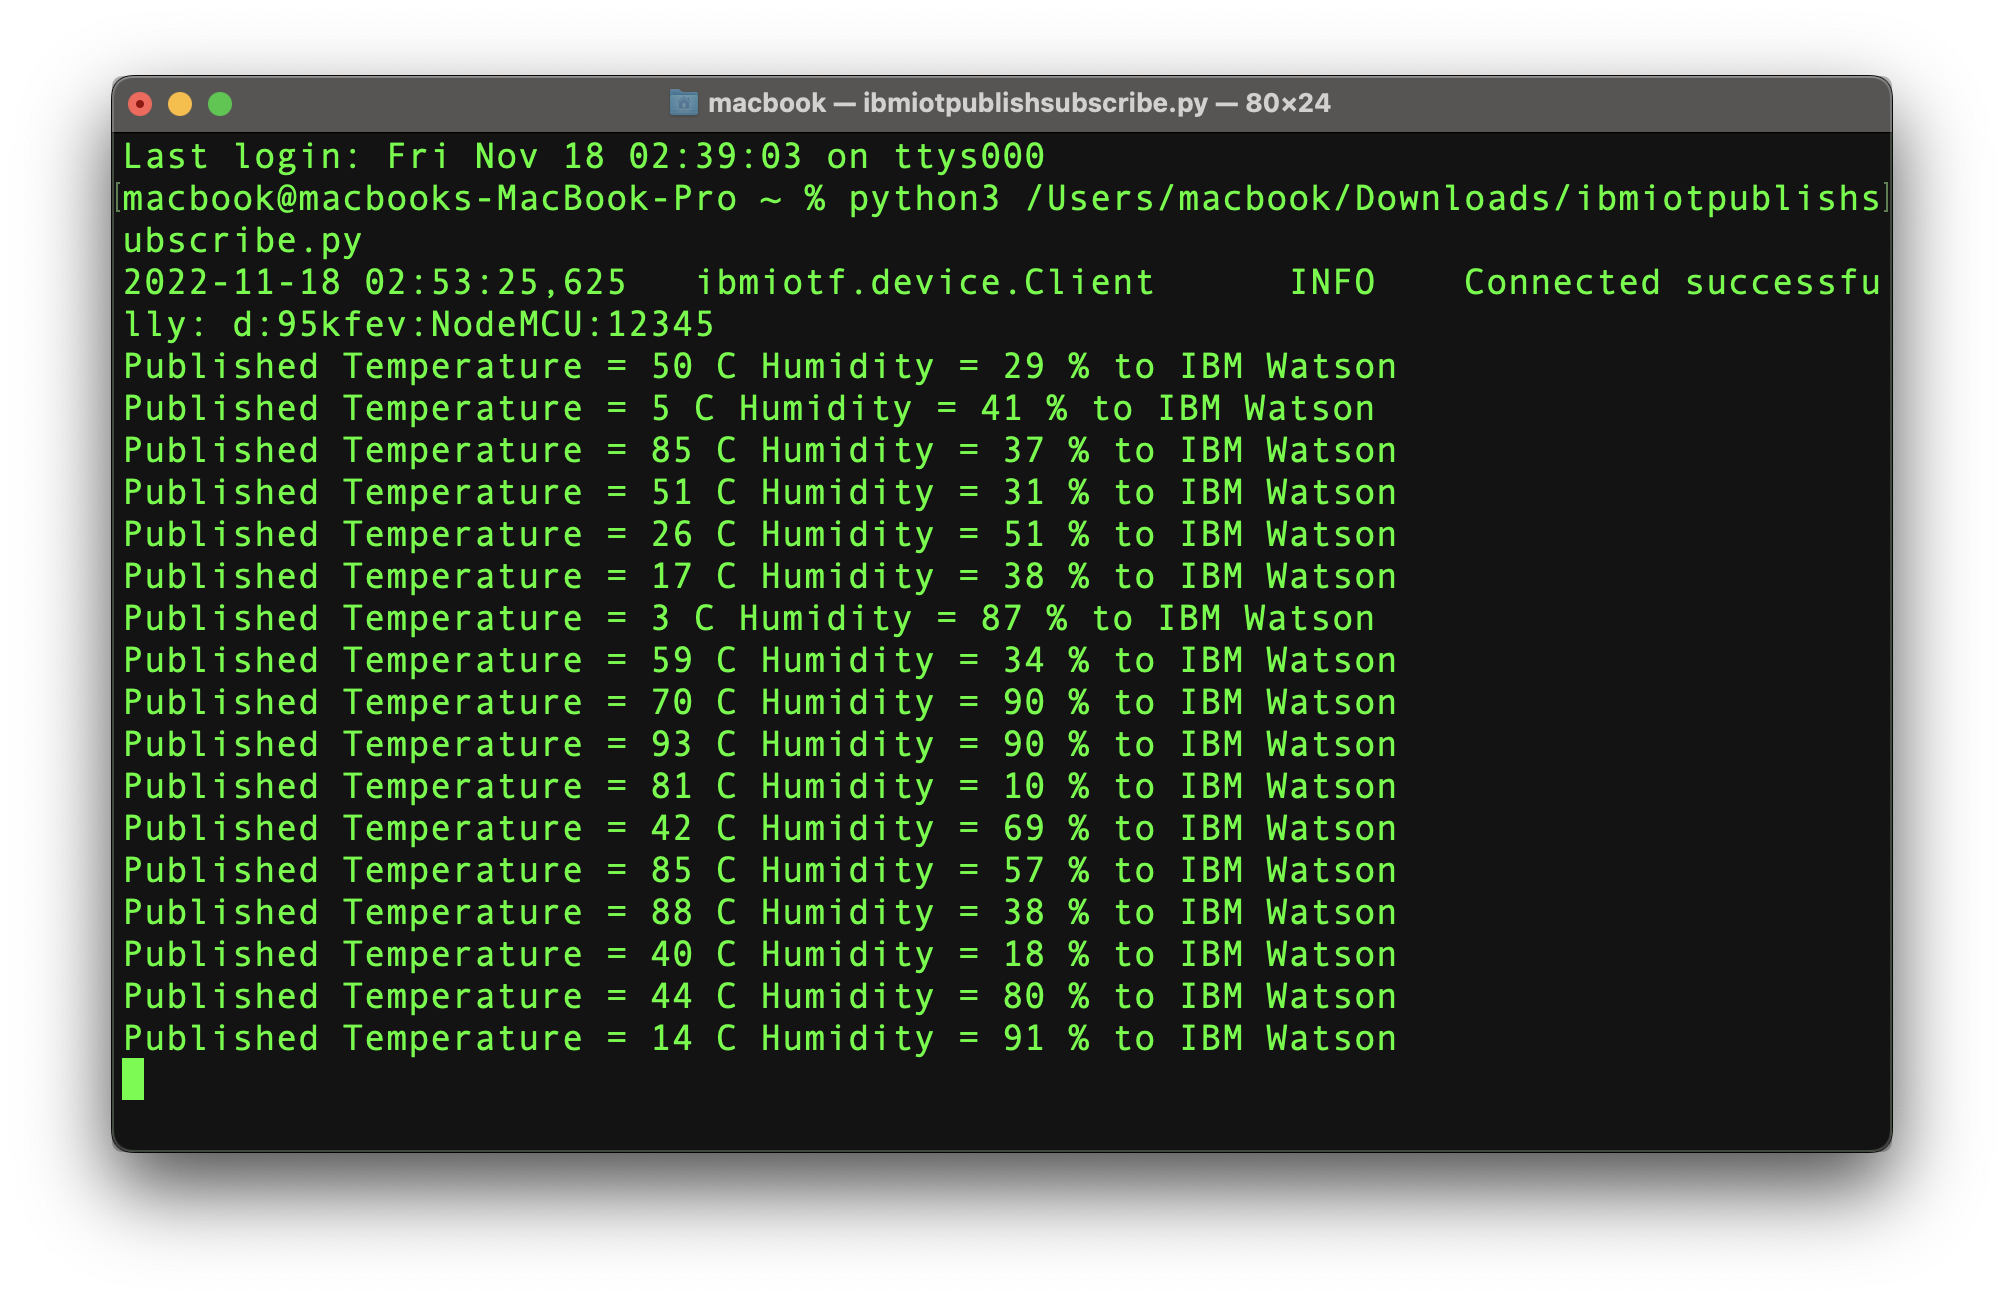 macbook — ibmiotpublishsubscribe.py — 80×24
Last login: Fri Nov 18 02:39:03 on ttys000
[macbook@macbooks-MacBook-Pro ~ % python3 /Users/macbook/Downloads/ibmiotpublishs]
ubscribe.py
2022-11-18 02:53:25,625   ibmiotf.device.Client      INFO    Connected successfu
lly: d:95kfev:NodeMCU:12345
Published Temperature = 50 C Humidity = 29 % to IBM Watson
Published Temperature = 5 C Humidity = 41 % to IBM Watson
Published Temperature = 85 C Humidity = 37 % to IBM Watson
Published Temperature = 51 C Humidity = 31 % to IBM Watson
Published Temperature = 26 C Humidity = 51 % to IBM Watson
Published Temperature = 17 C Humidity = 38 % to IBM Watson
Published Temperature = 3 C Humidity = 87 % to IBM Watson
Published Temperature = 59 C Humidity = 34 % to IBM Watson
Published Temperature = 70 C Humidity = 90 % to IBM Watson
Published Temperature = 93 C Humidity = 90 % to IBM Watson
Published Temperature = 81 C Humidity = 10 % to IBM Watson
Published Temperature = 42 C Humidity = 69 % to IBM Watson
Published Temperature = 85 C Humidity = 57 % to IBM Watson
Published Temperature = 88 C Humidity = 38 % to IBM Watson
Published Temperature = 40 C Humidity = 18 % to IBM Watson
Published Temperature = 44 C Humidity = 80 % to IBM Watson
Published Temperature = 14 C Humidity = 91 % to IBM Watson